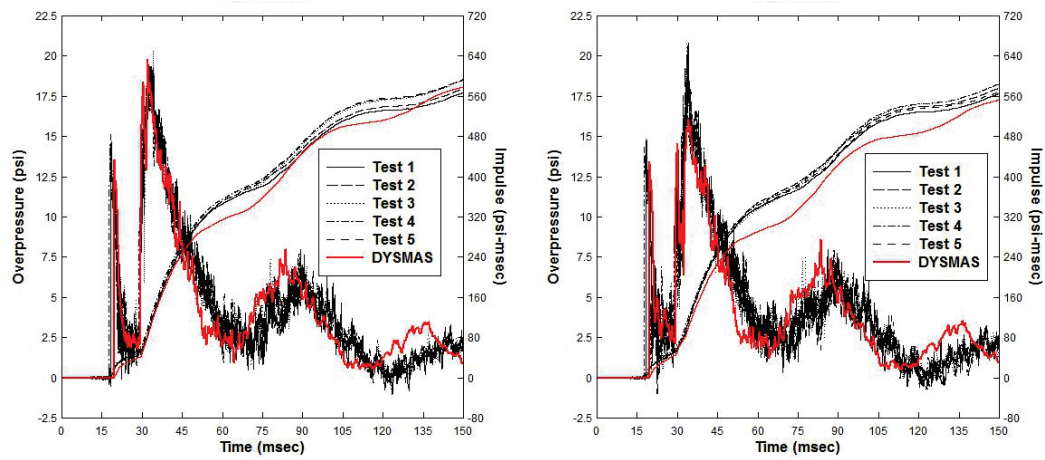 22.5 720
20 640
17.5 560
15 480
12.5 400
10 320
7.5 240
5 160
2.5 80
0 0
-2.5 -80
0 15 30 45 60 75 90 105 120 135 150
Overpressure (psi)
Time (msec)
Impulse (psi-msec)
Test 1
Test 2
Test 3
Test 4
Test 5
DYSMAS
22.5 720
20 640
17.5 560
15 480
12.5 400
10 320
7.5 240
5 160
2.5 80
0 0
-2.5 -80
0 15 30 45 60 75 90 105 120 135 150
Overpressure (psi)
Time (msec)
Impulse (psi-msec)
Test 1
Test 2
Test 3
Test 4
Test 5
DYSMAS